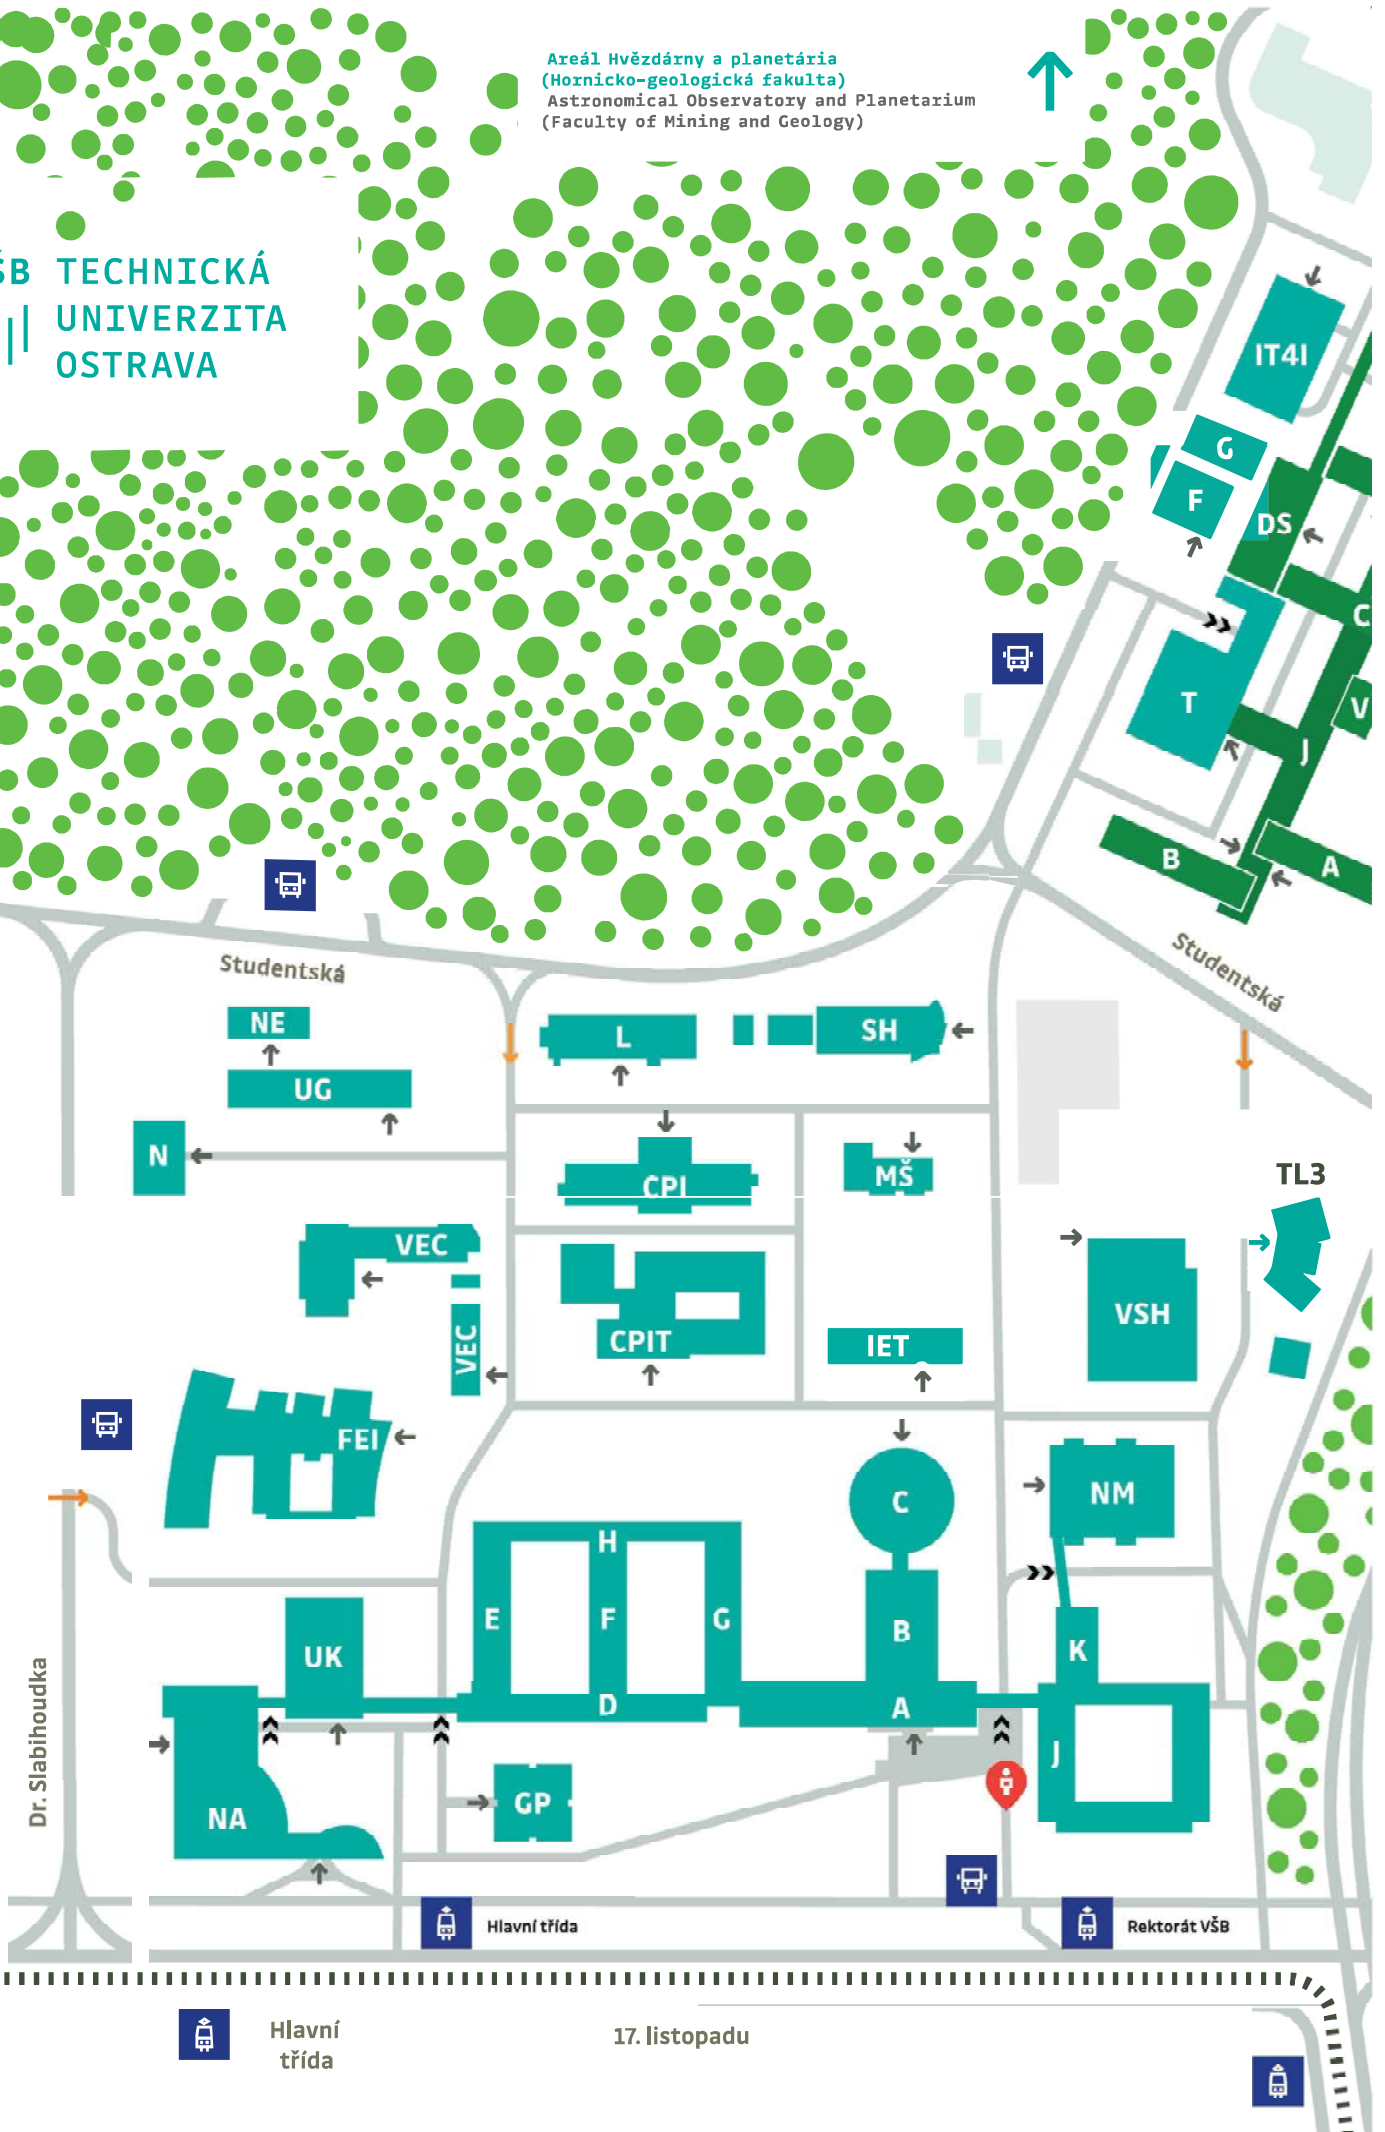 Areál Hvězdárny a planetária
(Hornicko-geologická fakulta)
Astronomical Observatory and Planetarium
(Faculty of Mining and Geology)
ŠB TECHNICKÁ
UNIVERZITA
OSTRAVA
IT4I
G
F
DS
C
T
V
J
B
A
Studentská
Studentská
NE
L
SH
UG
N
CPI
MŠ
TL3
VEC
VSH
CPIT
VEC
IET
FEI
C
NM
H
E
F
G
B
UK
K
D
A
J
Dr. Slabihoudka
NA
GP
Hlavní třída
Rektorát VŠB
Hlavní
třída
17. listopadu